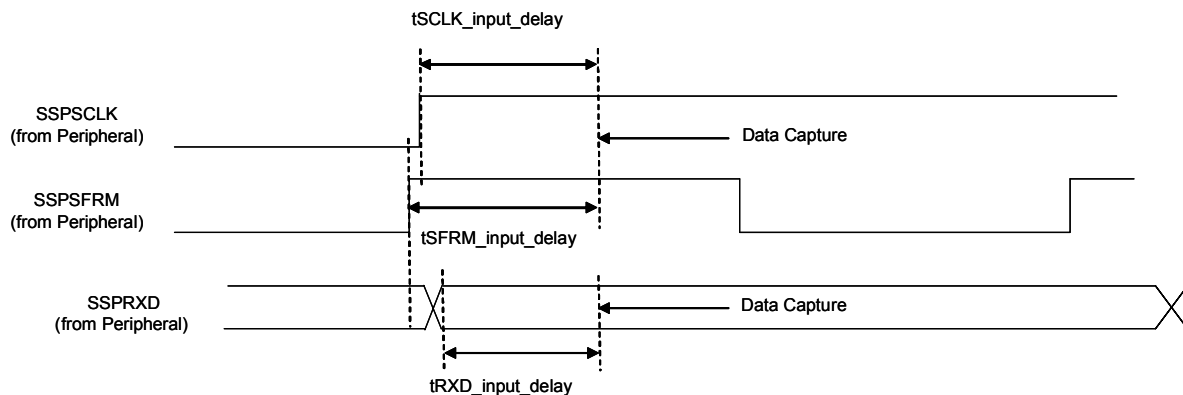 tSCLK_input_delay
SSPSCLK
(from Peripheral)
Data Capture
SSPSFRM
(from Peripheral)
tSFRM_input_delay
SSPRXD
(from Peripheral)
Data Capture
tRXD_input_delay